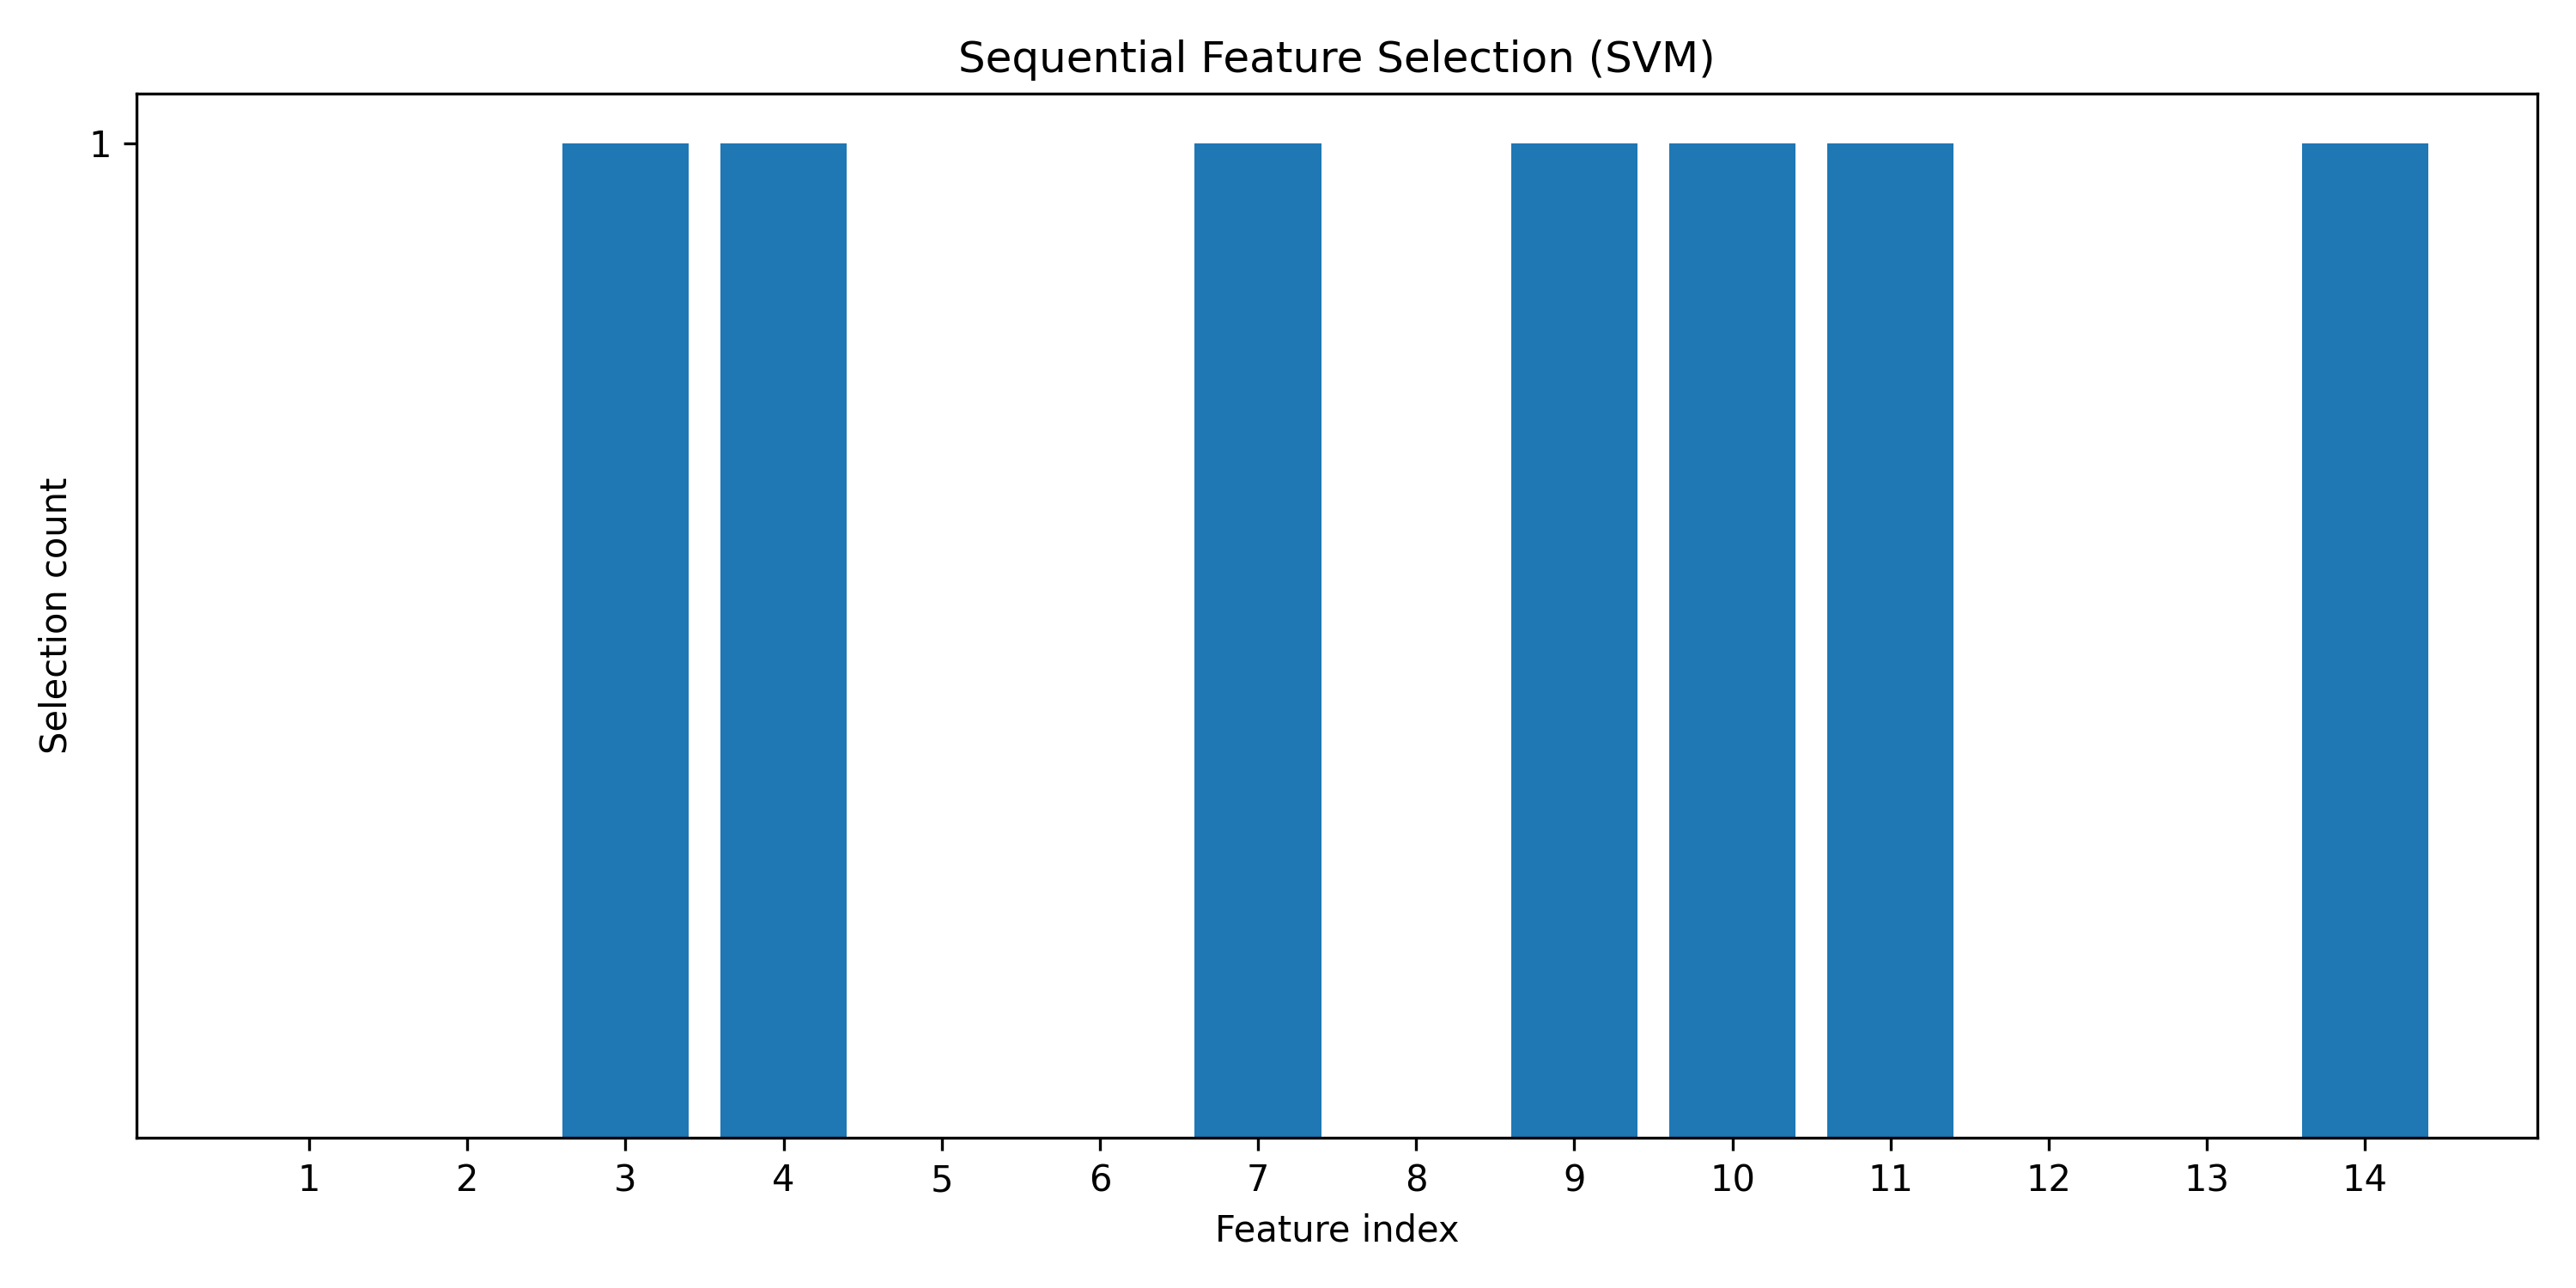 Sequential Feature Selection (SVM)
1
Selection count
1 2 3 4 5 6 7 8 9 10 11 12 13 14
Feature index